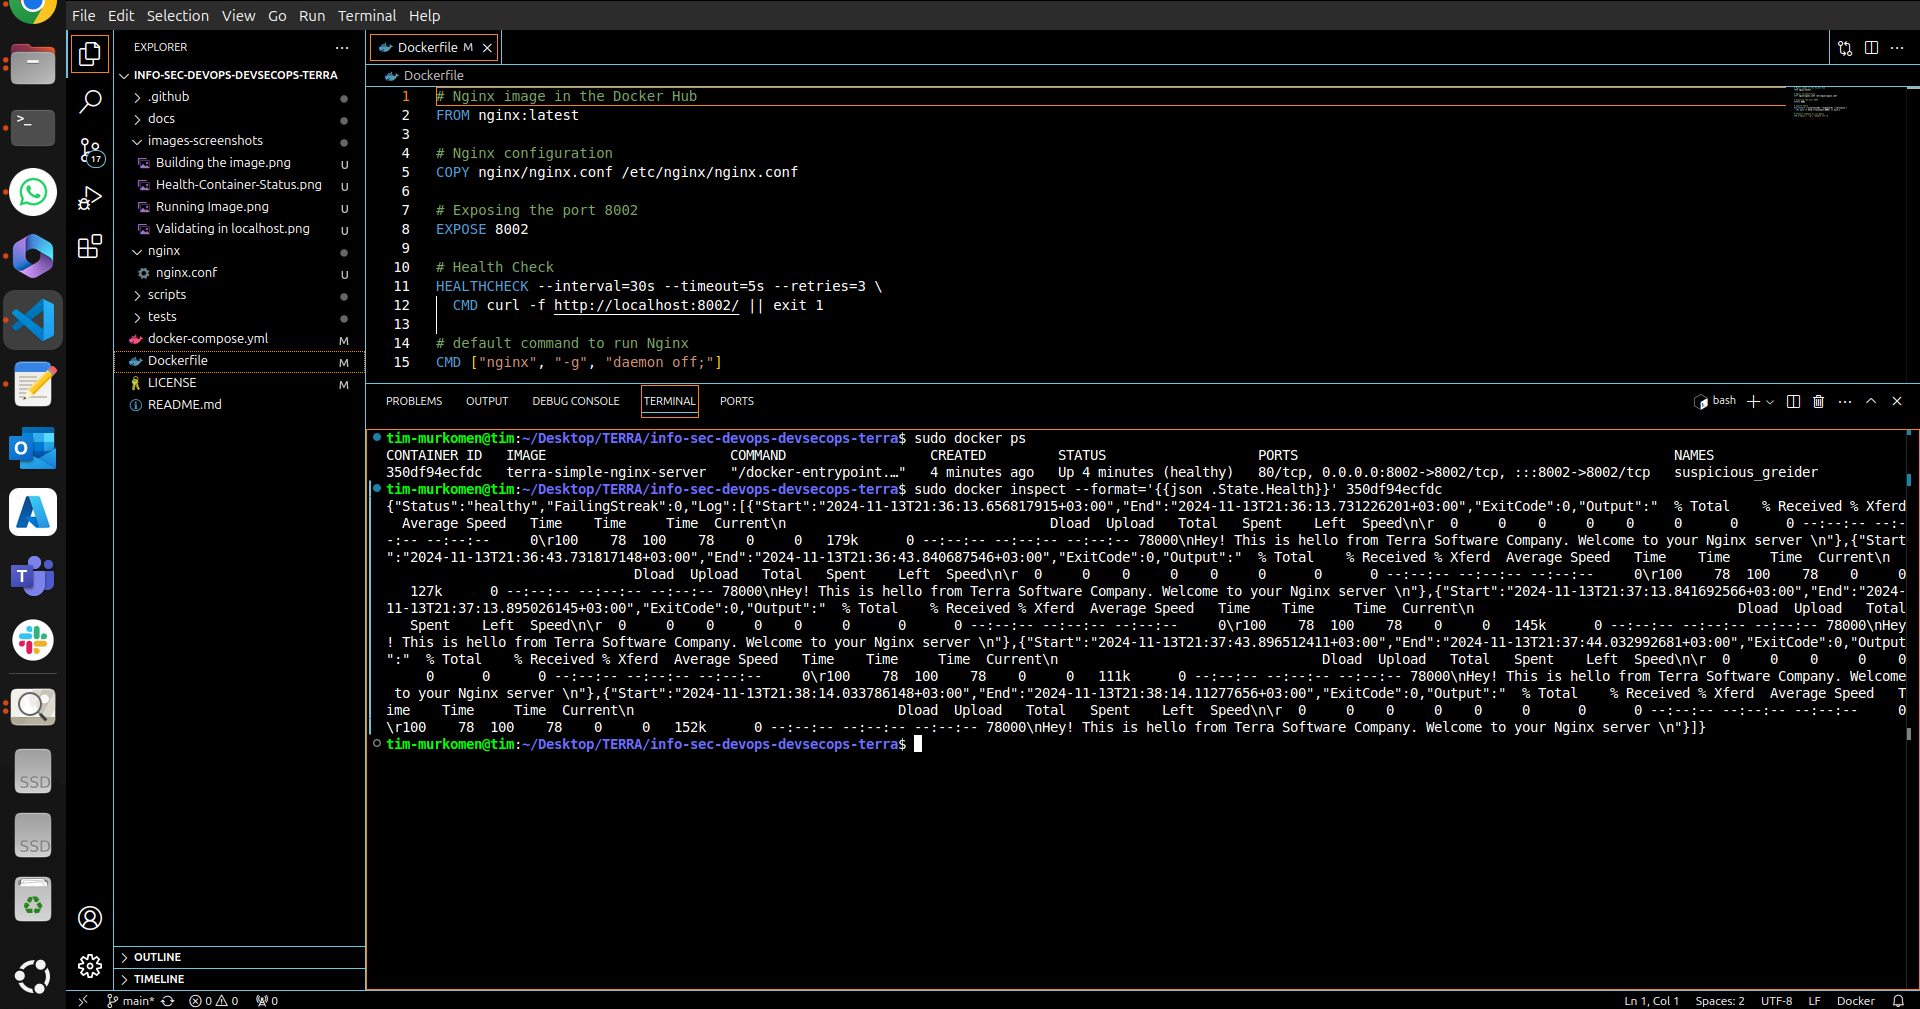 File Edit Selection View Go Run Terminal Help
EXPLORER
INFO-SEC-DEVOPS-DEVSECOPS-TERRA
.github
docs
images-screenshots
Building the image.png U
Health-Container-Status.png U
Running Image.png U
Validating in localhost.png U
nginx
nginx.conf U
scripts
tests
docker-compose.yml M
Dockerfile M
LICENSE M
README.md
OUTLINE
TIMELINE
17
Dockerfile M
Dockerfile
1 # Nginx image in the Docker Hub
2 FROM nginx:latest
3
4 # Nginx configuration
5 COPY nginx/nginx.conf /etc/nginx/nginx.conf
6
7 # Exposing the port 8002
8 EXPOSE 8002
9
10 # Health Check
11 HEALTHCHECK --interval=30s --timeout=5s --retries=3 \
12 CMD curl -f http://localhost:8002/ || exit 1
13
14 # default command to run Nginx
15 CMD ["nginx", "-g", "daemon off;"]
PROBLEMS OUTPUT DEBUG CONSOLE TERMINAL PORTS
bash
tim-murkomen@tim:~/Desktop/TERRA/info-sec-devops-devsecops-terra$ sudo docker ps
CONTAINER ID IMAGE COMMAND CREATED STATUS PORTS NAMES
350df94ecfdc terra-simple-nginx-server "/docker-entrypoint.…" 4 minutes ago Up 4 minutes (healthy) 80/tcp, 0.0.0.0:8002->8002/tcp, :::8002->8002/tcp suspicious_greider
tim-murkomen@tim:~/Desktop/TERRA/info-sec-devops-devsecops-terra$ sudo docker inspect --format='{{json .State.Health}}' 350df94ecfdc
{"Status":"healthy","FailingStreak":0,"Log":[{"Start":"2024-11-13T21:36:13.656817915+03:00","End":"2024-11-13T21:36:13.731226201+03:00","ExitCode":0,"Output":" % Total % Received % Xferd
Average Speed Time Time Time Current\n Dload Upload Total Spent Left Speed\n\r 0 0 0 0 0 0 0 0 --:--:-- --:--
:-- --:--:-- 0\r100 78 100 78 0 0 179k 0 --:--:-- --:--:-- --:--:-- 78000\nHey! This is hello from Terra Software Company. Welcome to your Nginx server \n"},{"Start
":"2024-11-13T21:36:43.731817148+03:00","End":"2024-11-13T21:36:43.840687546+03:00","ExitCode":0,"Output":" % Total % Received % Xferd Average Speed Time Time Time Current\n
Dload Upload Total Spent Left Speed\n\r 0 0 0 0 0 0 0 0 --:--:-- --:--:-- --:--:-- 0\r100 78 100 78 0 0
127k 0 --:--:-- --:--:-- --:--:-- 78000\nHey! This is hello from Terra Software Company. Welcome to your Nginx server \n"},{"Start":"2024-11-13T21:37:13.841692566+03:00","End":"2024-
11-13T21:37:13.895026145+03:00","ExitCode":0,"Output":" % Total % Received % Xferd Average Speed Time Time Time Current\n Dload Upload Total
Spent Left Speed\n\r 0 0 0 0 0 0 0 0 --:--:-- --:--:-- --:--:-- 0\r100 78 100 78 0 0 145k 0 --:--:-- --:--:-- --:--:-- 78000\nHey
! This is hello from Terra Software Company. Welcome to your Nginx server \n"},{"Start":"2024-11-13T21:37:43.896512411+03:00","End":"2024-11-13T21:37:44.032992681+03:00","ExitCode":0,"Output
":" % Total % Received % Xferd Average Speed Time Time Time Current\n Dload Upload Total Spent Left Speed\n\r 0 0 0 0 0
0 0 0 --:--:-- --:--:-- --:--:-- 0\r100 78 100 78 0 0 111k 0 --:--:-- --:--:-- --:--:-- 78000\nHey! This is hello from Terra Software Company. Welcome
to your Nginx server \n"},{"Start":"2024-11-13T21:38:14.033786148+03:00","End":"2024-11-13T21:38:14.11277656+03:00","ExitCode":0,"Output":" % Total % Received % Xferd Average Speed T
ime Time Time Current\n Dload Upload Total Spent Left Speed\n\r 0 0 0 0 0 0 0 0 --:--:-- --:--:-- --:--:-- 0
\r100 78 100 78 0 0 152k 0 --:--:-- --:--:-- --:--:-- 78000\nHey! This is hello from Terra Software Company. Welcome to your Nginx server \n"}]}
tim-murkomen@tim:~/Desktop/TERRA/info-sec-devops-devsecops-terra$
SSD
SSD
main* 0 0 0 Ln 1, Col 1 Spaces: 2 UTF-8 LF Docker